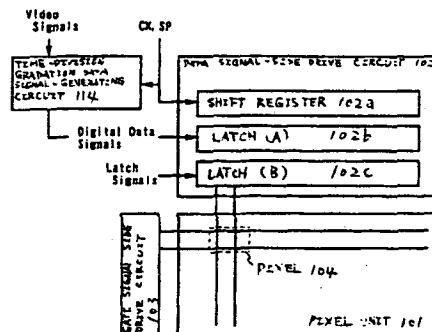 Video
Signals
CK, SP
TIME-DIVISION
GRADATION DATA
SIGNAL-GENERATING
CIRCUIT 114
DATA SIGNAL-SIDE DRIVE CIRCUIT 102
SHIFT REGISTER 102a
Digital Data
Signals
LATCH (A) 102b
Latch
Signals
LATCH (B) 102c
GATE SIGNAL SIDE
DRIVE CIRCUIT
103
PIXEL 104
PIXEL UNIT 101